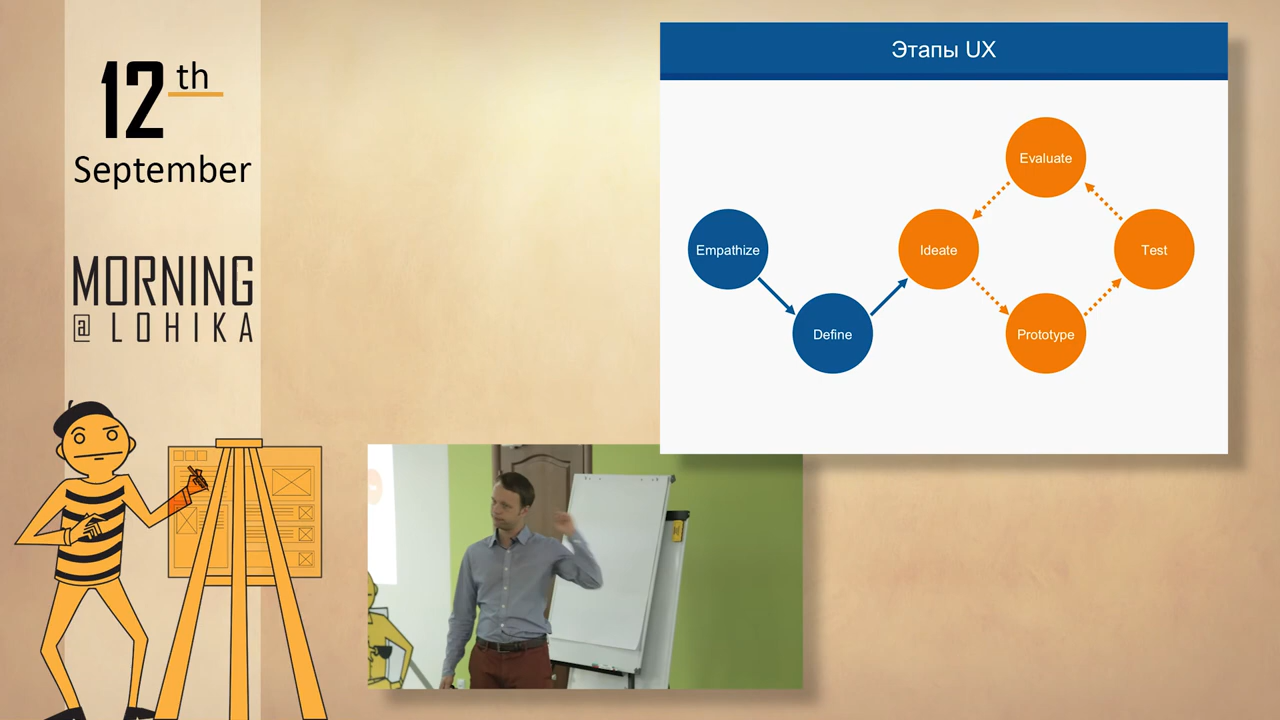 12th
September
MORNING
@ LOHIKA
Этапы UX
Evaluate
Empathize
Ideate
Test
Define
Prototype